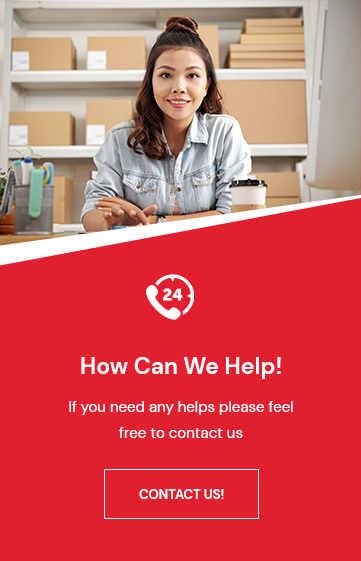 24
How Can We Help!
If you need any helps please feel
free to contact us
CONTACT US!